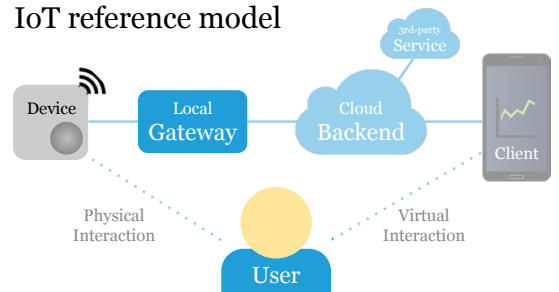 IoT reference model
3rd-party
Service
Device
Local
Gateway
Cloud
Backend
Client
Physical
Interaction
Virtual
Interaction
User